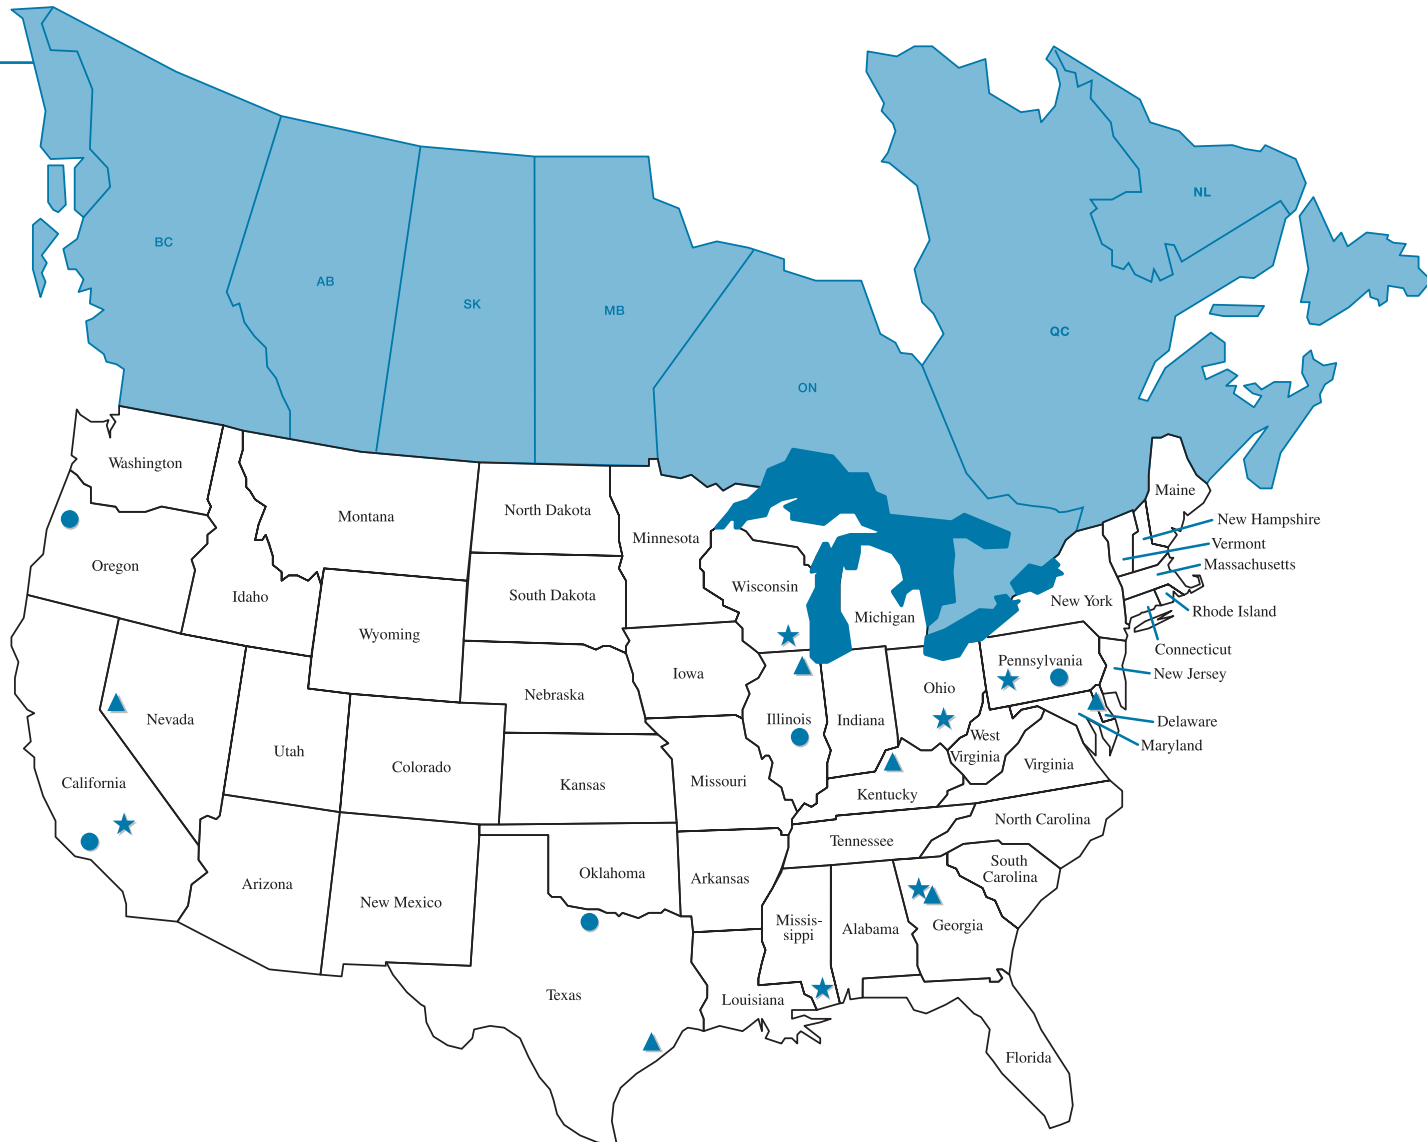 NL
BC
AB
SK
MB
QC
ON
Washington
Montana
North Dakota
Minnesota
Maine
New Hampshire
Vermont
Massachusetts
Oregon
Idaho
South Dakota
Wisconsin
Michigan
New York
Rhode Island
Wyoming
Connecticut
Iowa
Pennsylvania
New Jersey
Nebraska
Ohio
Nevada
Illinois
Indiana
Delaware
West
Virginia
Maryland
Utah
Colorado
Virginia
California
Kansas
Missouri
Kentucky
North Carolina
Tennessee
South
Carolina
Arizona
Oklahoma
Arkansas
New Mexico
Missis-
sippi
Alabama
Georgia
Texas
Louisiana
Florida